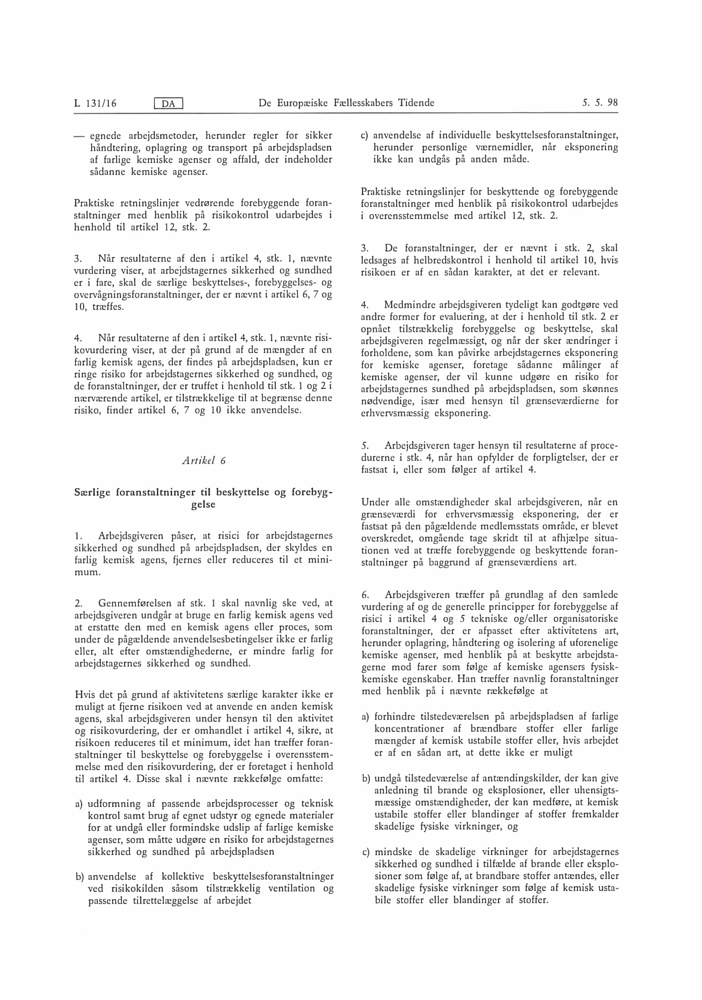 L 131/16 DA De Europæiske Fællesskabers Tidende 5. 5. 98
— egnede arbejdsmetoder, herunder regler for sikker
håndtering, oplagring og transport på arbejdspladsen
af farlige kemiske agenser og affald, der indeholder
sådanne kemiske agenser.
Praktiske retningslinjer vedrørende forebyggende foran-
staltninger med henblik på risikokontrol udarbejdes i
henhold til artikel 12, stk. 2.
3. Når resultaterne af den i artikel 4, stk. 1, nævnte
vurdering viser, at arbejdstagernes sikkerhed og sundhed
er i fare, skal de særlige beskyttelses-, forebyggelses- og
overvågningsforanstaltninger, der er nævnt i artikel 6, 7 og
10, træffes.
4. Når resultaterne af den i artikel 4, stk. 1, nævnte risi-
kovurdering viser, at der på grund af de mængder af en
farlig kemisk agens, der findes på arbejdspladsen, kun er
ringe risiko for arbejdstagernes sikkerhed og sundhed, og
de foranstaltninger, der er truffet i henhold til stk. 1 og 2 i
nærværende artikel, er tilstrækkelige til at begrænse denne
risiko, finder artikel 6, 7 og 10 ikke anvendelse.
Artikel 6
Særlige foranstaltninger til beskyttelse og forebyg-
gelse
1. Arbejdsgiveren påser, at risici for arbejdstagernes
sikkerhed og sundhed på arbejdspladsen, der skyldes en
farlig kemisk agens, fjernes eller reduceres til et mini-
mum.
2. Gennemførelsen af stk. 1 skal navnlig ske ved, at
arbejdsgiveren undgår at bruge en farlig kemisk agens ved
at erstatte den med en kemisk agens eller proces, som
under de pågældende anvendelsesbetingelser ikke er farlig
eller, alt efter omstændighederne, er mindre farlig for
arbejdstagernes sikkerhed og sundhed.
Hvis det på grund af aktivitetens særlige karakter ikke er
muligt at fjerne risikoen ved at anvende en anden kemisk
agens, skal arbejdsgiveren under hensyn til den aktivitet
og risikovurdering, der er omhandlet i artikel 4, sikre, at
risikoen reduceres til et minimum, idet han træffer foran-
staltninger til beskyttelse og forebyggelse i overensstem-
melse med den risikovurdering, der er foretaget i henhold
til artikel 4. Disse skal i nævnte rækkefølge omfatte:
a) udformning af passende arbejdsprocesser og teknisk
kontrol samt brug af egnet udstyr og egnede materialer
for at undgå eller formindske udslip af farlige kemiske
agenser, som måtte udgøre en risiko for arbejdstagernes
sikkerhed og sundhed på arbejdspladsen
b) anvendelse af kollektive beskyttelsesforanstaltninger
ved risikokilden såsom tilstrækkelig ventilation og
passende tilrettelæggelse af arbejdet
c) anvendelse af individuelle beskyttelsesforanstaltninger,
herunder personlige værnemidler, når eksponering
ikke kan undgås på anden måde.
Praktiske retningslinjer for beskyttende og forebyggende
foranstaltninger med henblik på risikokontrol udarbejdes
i overensstemmelse med artikel 12, stk. 2.
3. De foranstaltninger, der er nævnt i stk. 2, skal
ledsages af helbredskontrol i henhold til artikel 10, hvis
risikoen er af en sådan karakter, at det er relevant.
4. Medmindre arbejdsgiveren tydeligt kan godtgøre ved
andre former for evaluering, at der i henhold til stk. 2 er
opnået tilstrækkelig forebyggelse og beskyttelse, skal
arbejdsgiveren regelmæssigt, og når der sker ændringer i
forholdene, som kan påvirke arbejdstagernes eksponering
for kemiske agenser, foretage sådanne målinger af
kemiske agenser, der vil kunne udgøre en risiko for
arbejdstagernes sundhed på arbejdspladsen, som skønnes
nødvendige, især med hensyn til grænseværdierne for
erhvervsmæssig eksponering.
5. Arbejdsgiveren tager hensyn til resultaterne af proce-
durerne i stk. 4, når han opfylder de forpligtelser, der er
fastsat i, eller som følger af artikel 4.
Under alle omstændigheder skal arbejdsgiveren, når en
grænseværdi for erhvervsmæssig eksponering, der er
fastsat på den pågældende medlemsstats område, er blevet
overskredet, omgående tage skridt til at afhjælpe situa-
tionen ved at træffe forebyggende og beskyttende foran-
staltninger på baggrund af grænseværdiens art.
6. Arbejdsgiveren træffer på grundlag af den samlede
vurdering af og de generelle principper for forebyggelse af
risici i artikel 4 og 5 tekniske og/eller organisatoriske
foranstaltninger, der er afpasset efter aktivitetens art,
herunder oplagring, håndtering og isolering af uforenelige
kemiske agenser, med henblik på at beskytte arbejdsta-
gerne mod farer som følge af kemiske agensers fysisk-
kemiske egenskaber. Han træffer navnlig foranstaltninger
med henblik på i nævnte rækkefølge at
a) forhindre tilstedeværelsen på arbejdspladsen af farlige
koncentrationer af brændbare stoffer eller farlige
mængder af kemisk ustabile stoffer eller, hvis arbejdet
er af en sådan art, at dette ikke er muligt
b) undgå tilstedeværelse af antændingskilder, der kan give
anledning til brande og eksplosioner, eller uhensigts-
mæssige omstændigheder, der kan medføre, at kemisk
ustabile stoffer eller blandinger af stoffer fremkalder
skadelige fysiske virkninger, og
c) mindske de skadelige virkninger for arbejdstagernes
sikkerhed og sundhed i tilfælde af brande eller eksplo-
sioner som følge af, at brandbare stoffer antændes, eller
skadelige fysiske virkninger som følge af kemisk usta-
bile stoffer eller blandinger af stoffer.